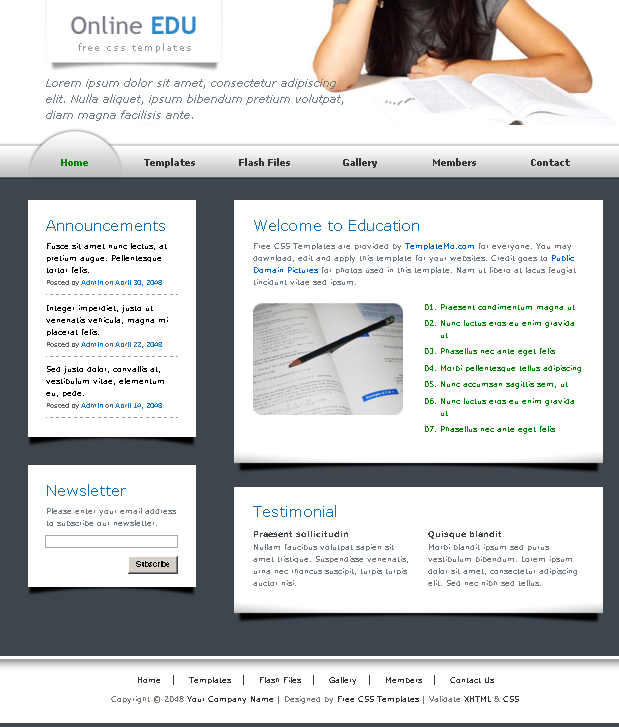 Online EDU
free css templates
Lorem ipsum dolor sit amet, consectetur adipiscing
elit. Nulla aliquet, ipsum bibendum pretium volutpat,
diam magna facilisis ante.
Home Templates Flash Files Gallery Members Contact
Announcements
Fusce sit amet nunc lectus, at
pretium augue. Pellentesque
tortor felis.
Posted by Admin on April 30, 2048
Integer imperdiet, justo ut
venenatis vehicula, magna mi
placerat felis.
Posted by Admin on April 22, 2048
Sed justo dolor, convallis at,
vestibulum vitae, elementum
eu, pede.
Posted by Admin on April 14, 2048
Newsletter
Please enter your email address
to subscribe our newsletter.
Subscribe
Welcome to Education
Free CSS Templates are provided by TemplateMo.com for everyone. You may
download, edit and apply this template for your websites. Credit goes to Public
Domain Pictures for photos used in this template. Nam ut libero at lacus feugiat
tincidunt vitae sed ipsum.
01. Praesent condimentum magna ut
02. Nunc luctus eros eu enim gravida
ut
03. Phasellus nec ante eget felis
04. Morbi pellentesque tellus adipiscing
05. Nunc accumsan sagittis sem, ut
06. Nunc luctus eros eu enim gravida
ut
07. Phasellus nec ante eget felis
Testimonial
Praesent sollicitudin
Nullam faucibus volutpat sapien sit
amet tristique. Suspendisse venenatis,
urna nec rhoncus suscipit, turpis turpis
auctor nisi.
Quisque blandit
Morbi blandit ipsum sed purus
vestibulum bibendum. Lorem ipsum
dolor sit amet, consectetur adipiscing
elit. Sed nec nibh sed tellus.
Home | Templates | Flash Files | Gallery | Members | Contact Us
Copyright © 2048 Your Company Name | Designed by Free CSS Templates | Validate XHTML & CSS